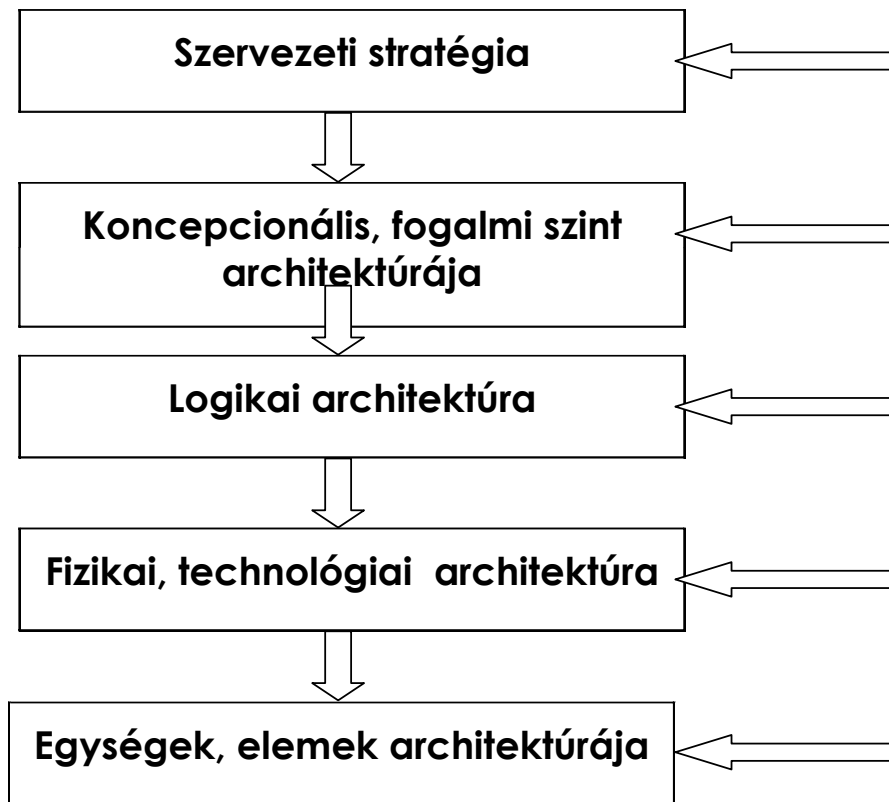 Szervezeti stratégia
Koncepcionális, fogalmi szint
architektúrája
Logikai architektúra
Fizikai, technológiai architektúra
Egységek, elemek architektúrája